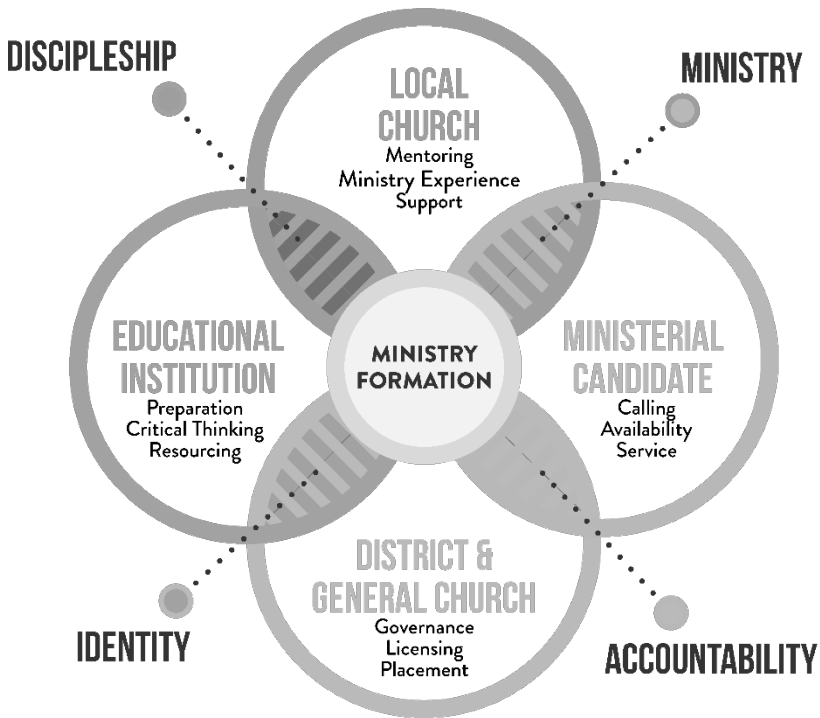 DISCIPLESHIP
MINISTRY
LOCAL
CHURCH
Mentoring
Ministry Experience
Support
EDUCATIONAL
INSTITUTION
Preparation
Critical Thinking
Resourcing
MINISTRY
FORMATION
MINISTERIAL
CANDIDATE
Calling
Availability
Service
DISTRICT &
GENERAL CHURCH
Governance
Licensing
Placement
IDENTITY
ACCOUNTABILITY